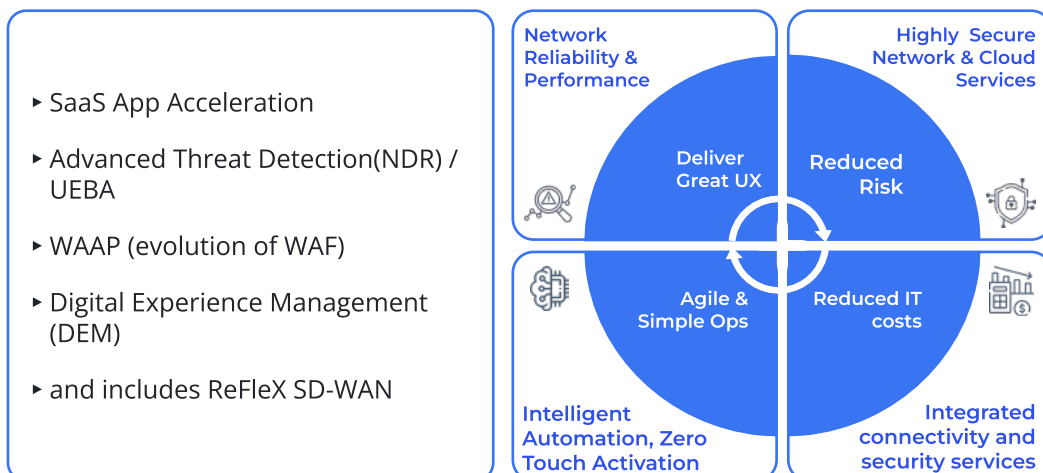 SaaS App Acceleration
Advanced Threat Detection(NDR) /
UEBA
WAAP (evolution of WAF)
Digital Experience Management
(DEM)
and includes ReFleX SD-WAN
Network
Reliability &
Performance
Deliver
Great UX
Highly Secure
Network & Cloud
Services
Reduced
Risk
Agile &
Simple Ops
Intelligent
Automation, Zero
Touch Activation
Reduced IT
costs
Integrated
connectivity and
security services